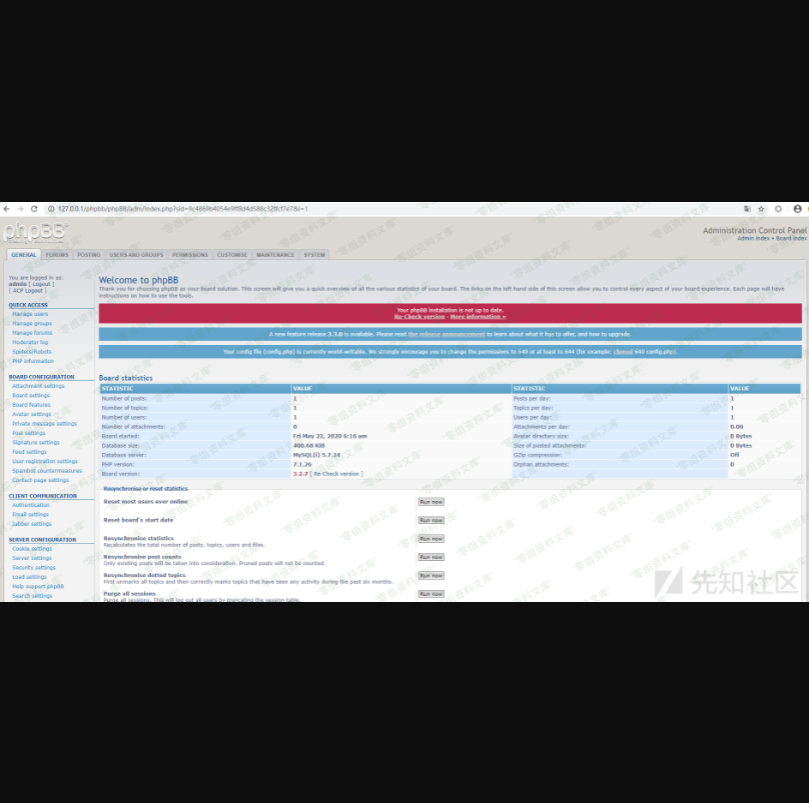 127.0.0.1/phpbb/phpBB/adm/index.php?sid=
phpBB
Administration Control Panel
Admin index • Board index
GENERAL FORUMS POSTING USERS AND GROUPS PERMISSIONS CUSTOMISE MAINTENANCE SYSTEM
You are logged in as:
admin [ Logout ]
[ ACP Logout ]
QUICK ACCESS
Manage users
Manage groups
Manage forums
Moderator log
Spiders/Robots
PHP information
BOARD CONFIGURATION
Attachment settings
Board settings
Board features
Avatar settings
Private message settings
Post settings
Signature settings
Feed settings
User registration settings
Spambot countermeasures
Contact page settings
CLIENT COMMUNICATION
Authentication
Email settings
Jabber settings
SERVER CONFIGURATION
Cookie settings
Server settings
Security settings
Load settings
Help support phpBB
Search settings
Welcome to phpBB
Thank you for choosing phpBB as your board solution. This screen will give you a quick overview of all the various statistics of your board. The links on the left hand side of this screen allow you to control every aspect of your board experience. Each page will have
instructions on how to use the tools.
Your phpBB installation is not up to date.
Re-Check version · More information »
A new feature release 3.3.0 is available. Please read the release announcement to learn about what it has to offer, and how to upgrade.
Your config file (config.php) is currently world-writable. We strongly encourage you to change the permissions to 640 or at least to 644 (for example: chmod 640 config.php).
Board statistics
STATISTIC VALUE STATISTIC VALUE
Number of posts: 1 Posts per day: 1
Number of topics: 1 Topics per day: 1
Number of users: 1 Users per day: 1
Number of attachments: 0 Attachments per day: 0.00
Board started: Fri May 22, 2020 6:16 am Avatar directory size: 0 Bytes
Database size: 400.68 KiB Size of posted attachments: 0 Bytes
Database server: MySQL(i) 5.7.26 GZip compression: Off
PHP version: 7.1.26 Orphan attachments: 0
Board version: 3.2.7 [ Re-Check version ]
Resynchronise or reset statistics
Reset most users ever online Run now
Reset board's start date Run now
Resynchronise statistics Run now
Recalculates the total number of posts, topics, users and files.
Resynchronise post counts Run now
Only existing posts will be taken into consideration. Pruned posts will not be counted.
Resynchronise dotted topics Run now
First unmarks all topics and then correctly marks topics that have seen any activity during the past six months.
Purge all sessions Run now
Purge all sessions. This will log out all users by truncating the session table.
先知社区
零组资料文库